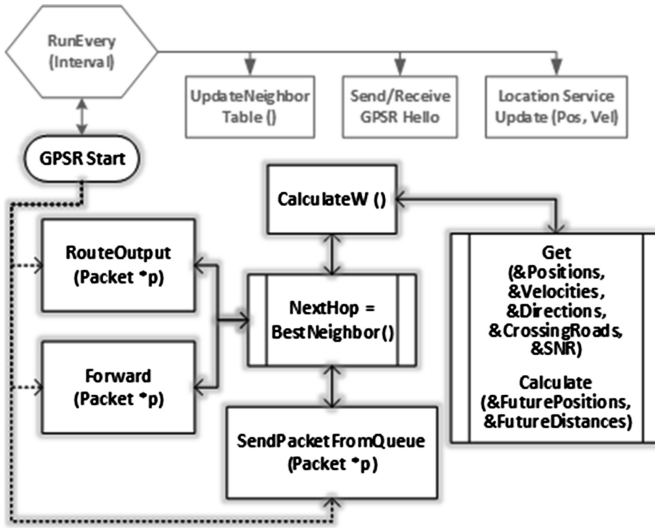 RunEvery
(Interval)
UpdateNeighbor
Table ()
Send/Receive
GPSR Hello
Location Service
Update (Pos, Vel)
GPSR Start
CalculateW ()
RouteOutput
(Packet *p)
NextHop =
BestNeighbor()
Get
(&Positions,
&Velocities,
&Directions,
&CrossingRoads,
&SNR)
Calculate
(&FuturePositions,
&FutureDistances)
Forward
(Packet *p)
SendPacketFromQueue
(Packet *p)